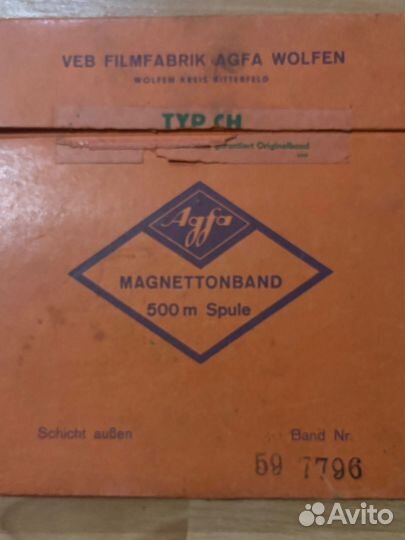 VEB FILMFABRIK AGFA WOLFEN
WOLFEN KREIS BITTERFELD
TYP CH
garantiert Originalband
Agfa
MAGNETTONBAND
500 m Spule
Schicht außen
Band Nr.
59 7796
Avito